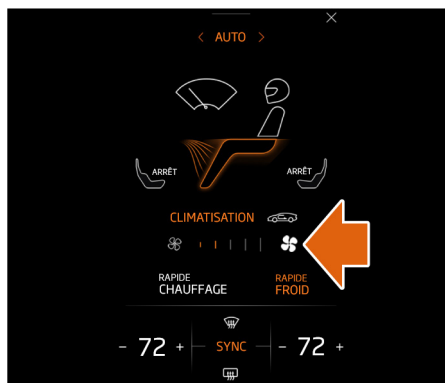 < AUTO >
ARRÊT ARRÊT
CLIMATISATION
RAPIDE RAPIDE
CHAUFFAGE FROID
- 72 + SYNC - 72 +